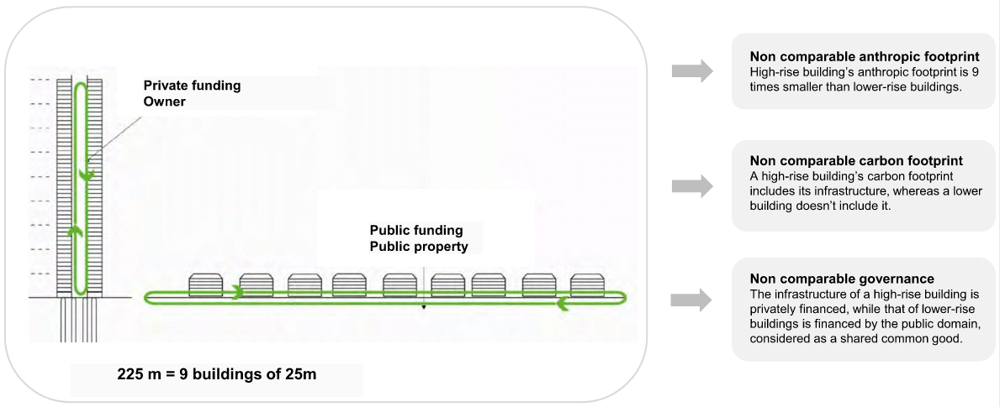 Private funding
Owner
Public funding
Public property
225 m = 9 buildings of 25m
Non comparable anthropic footprint
High-rise building's anthropic footprint is 9
times smaller than lower-rise buildings.
Non comparable carbon footprint
A high-rise building's carbon footprint
includes its infrastructure, whereas a lower
building doesn't include it.
Non comparable governance
The infrastructure of a high-rise building is
privately financed, while that of lower-rise
buildings is financed by the public domain,
considered as a shared common good.